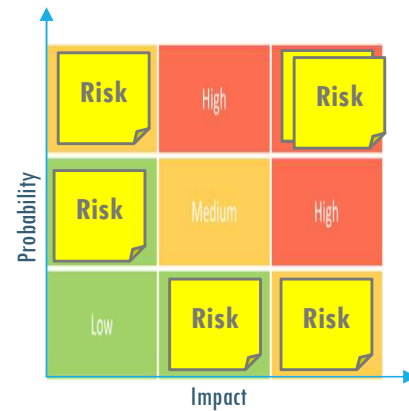 Risk
High
Risk
Risk
Medium
High
Low
Risk
Risk
Probability
Impact